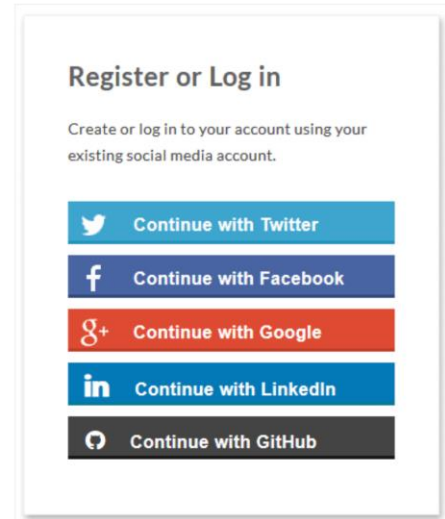 Register or Log in
Create or log in to your account using your
existing social media account.
Continue with Twitter
f Continue with Facebook
g+ Continue with Google
in Continue with LinkedIn
Continue with GitHub